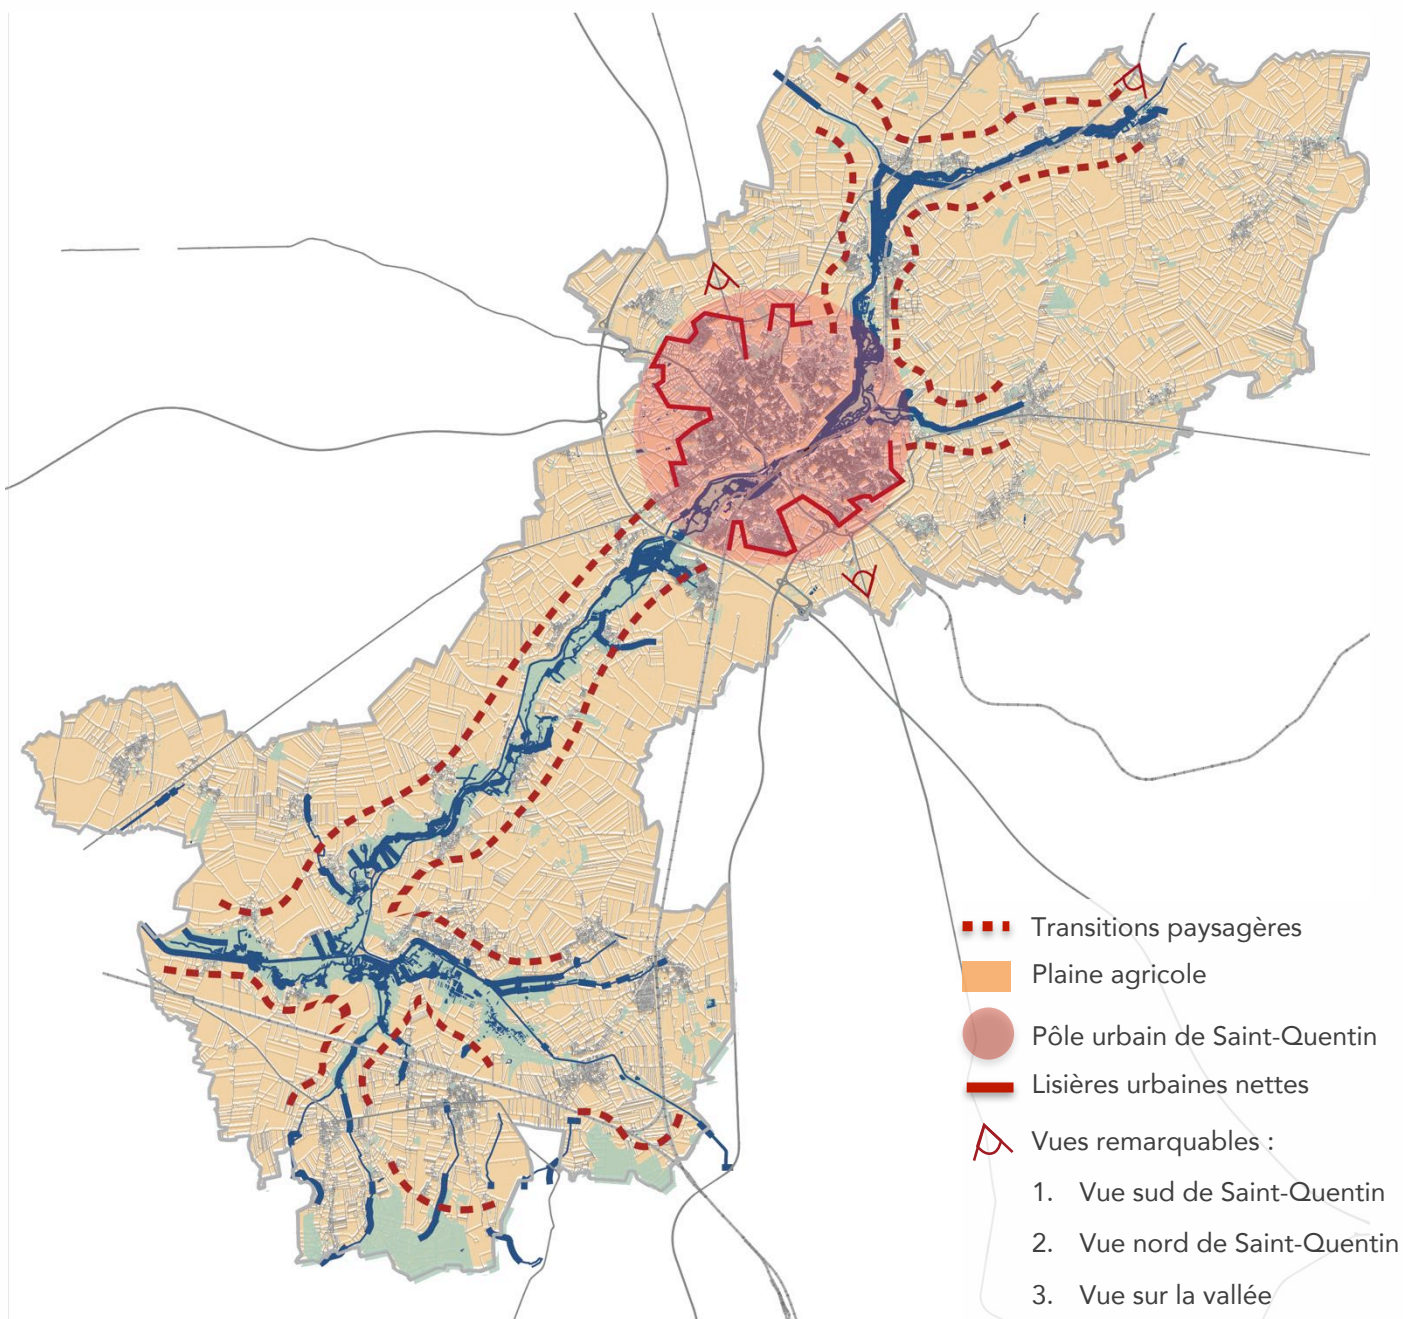 Transitions paysagères
Plaine agricole
Pôle urbain de Saint-Quentin
Lisières urbaines nettes
Vues remarquables :
1. Vue sud de Saint-Quentin
2. Vue nord de Saint-Quentin
3. Vue sur la vallée